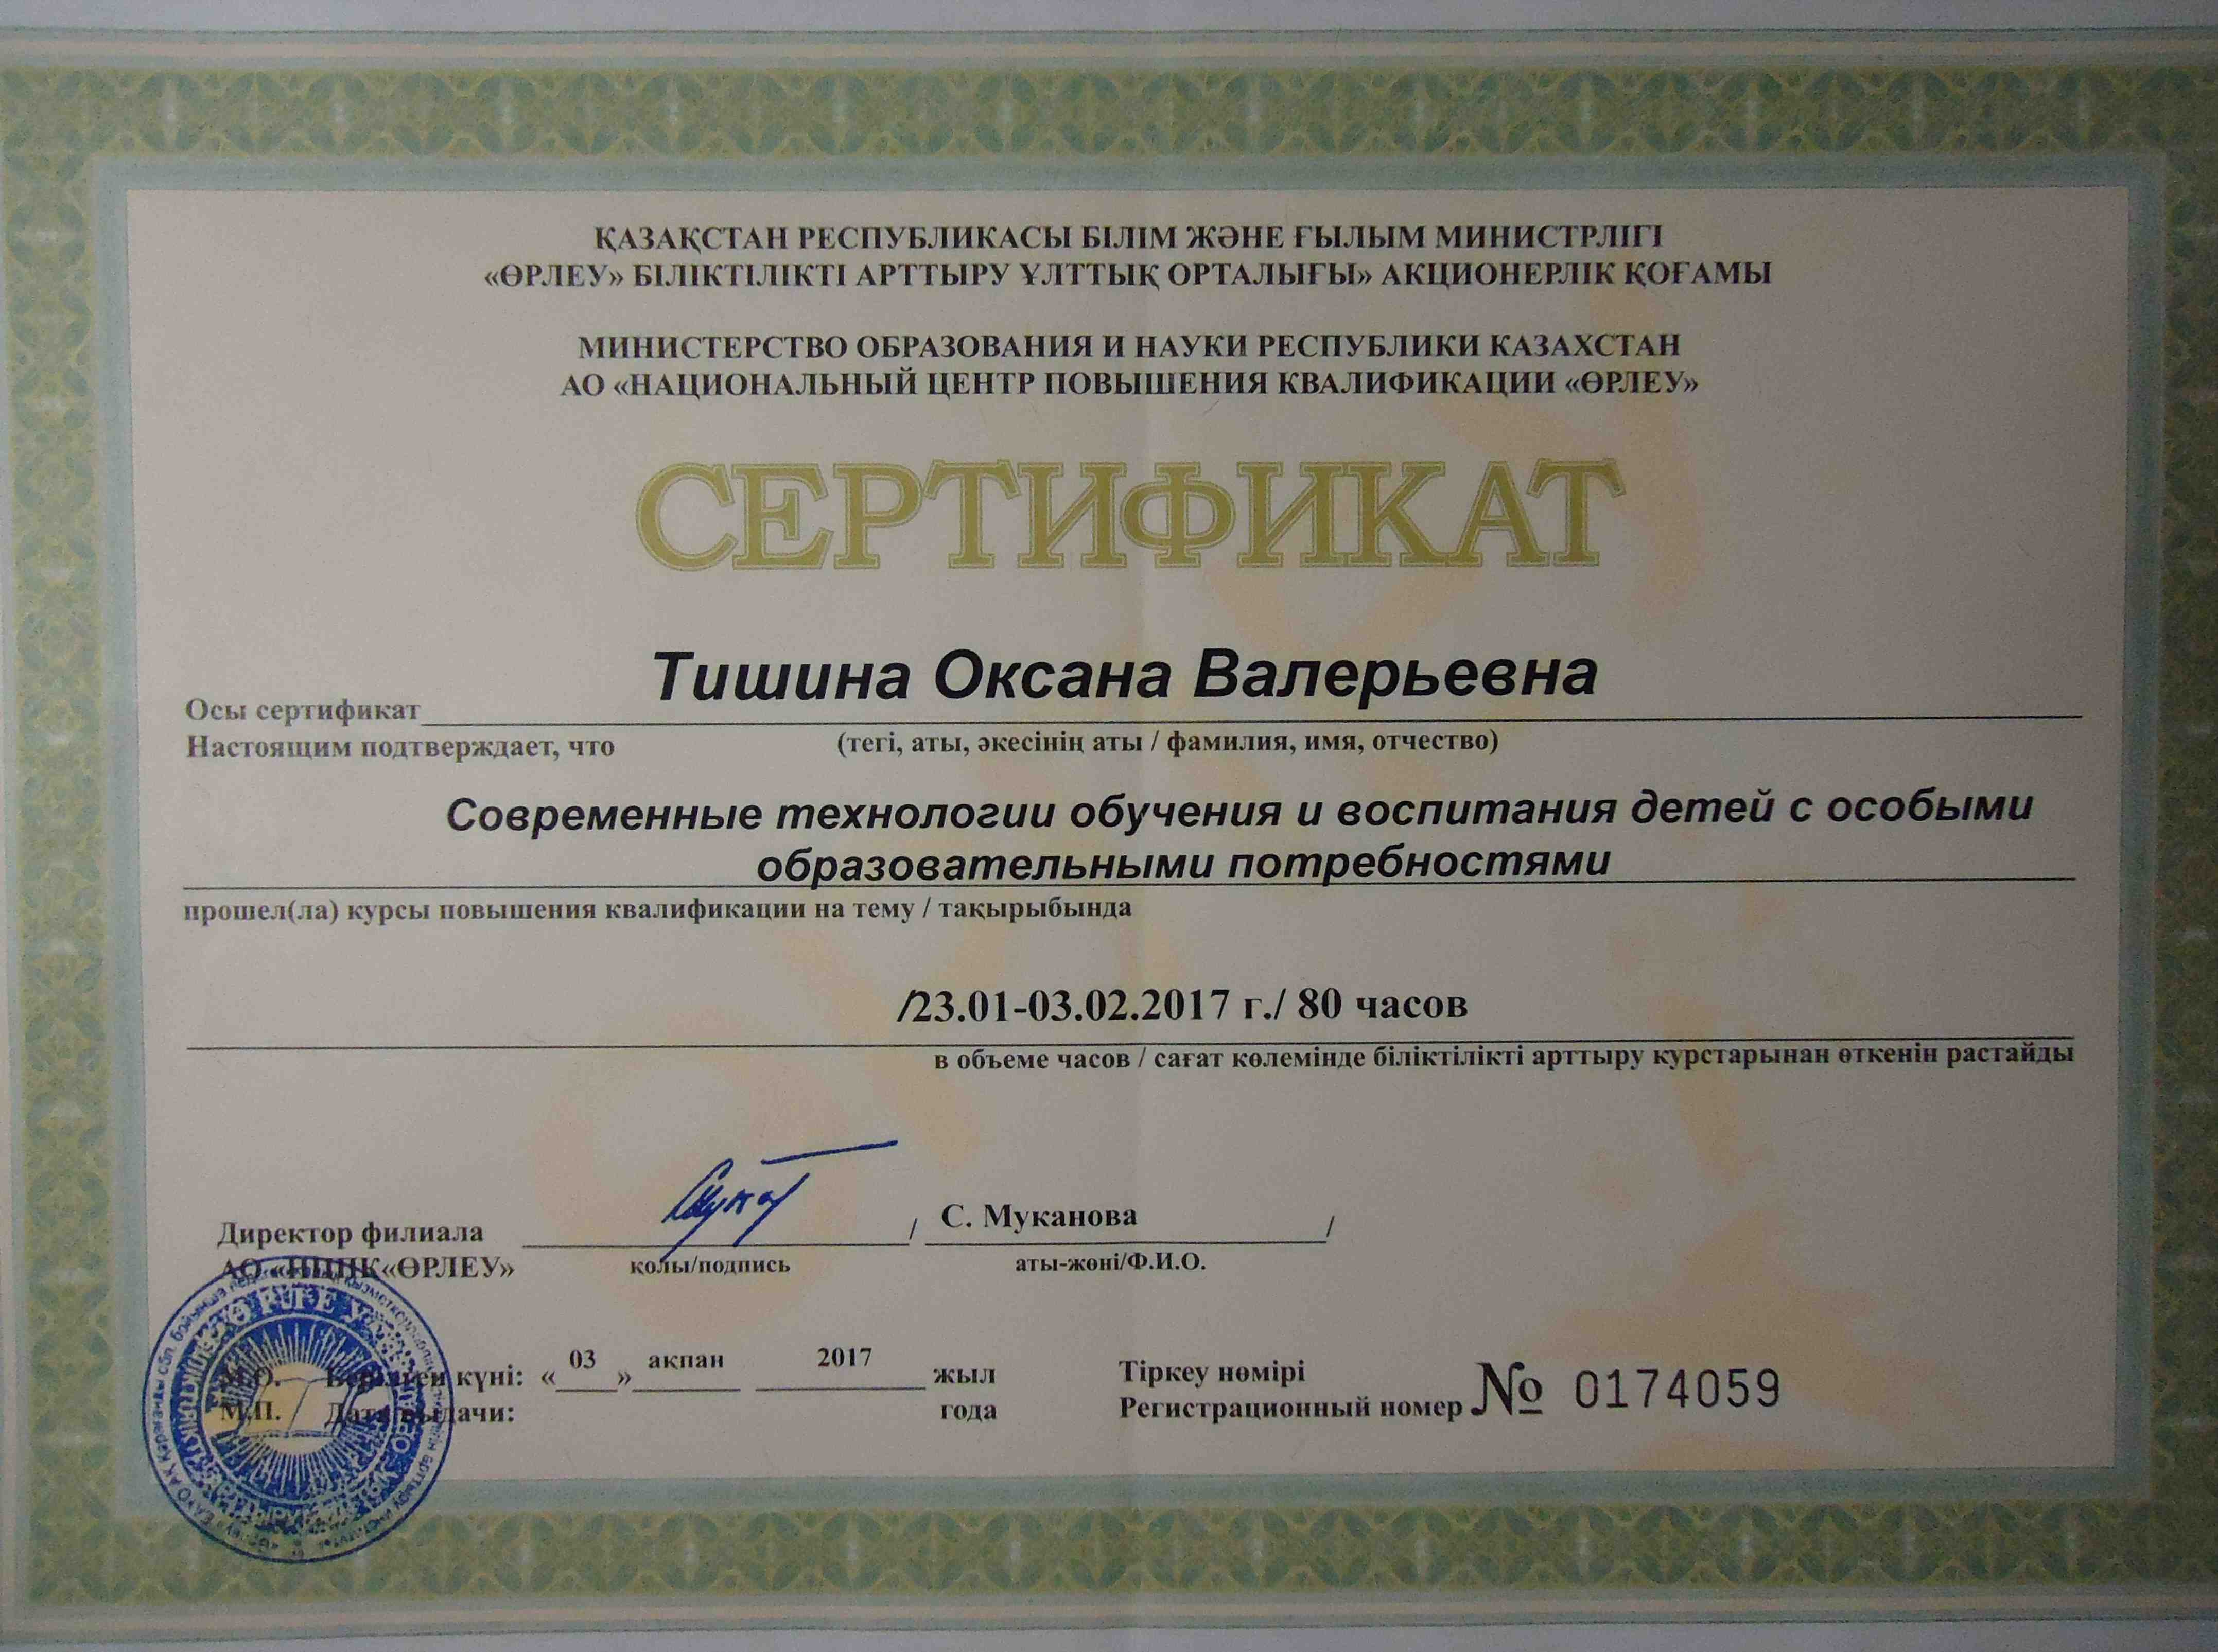 ҚАЗАҚСТАН РЕСПУБЛИКАСЫ БІЛІМ ЖӘНЕ ҒЫЛЫМ МИНИСТРЛІГІ
«ӨРЛЕУ» БІЛІКТІЛІКТІ АРТТЫРУ ҰЛТТЫҚ ОРТАЛЫҒЫ» АКЦИОНЕРЛІК ҚОҒАМЫ
МИНИСТЕРСТВО ОБРАЗОВАНИЯ И НАУКИ РЕСПУБЛИКИ КАЗАХСТАН
АО «НАЦИОНАЛЬНЫЙ ЦЕНТР ПОВЫШЕНИЯ КВАЛИФИКАЦИИ «ӨРЛЕУ»
СЕРТИФИКАТ
Тишина Оксана Валерьевна
Осы сертификат
Настоящим подтверждает, что (тегі, аты, әкесінің аты / фамилия, имя, отчество)
Современные технологии обучения и воспитания детей с особыми
образовательными потребностями
прошел(ла) курсы повышения квалификации на тему / тақырыбында
/23.01-03.02.2017 г./ 80 часов
в объеме часов / сағат көлемінде біліктілікті арттыру курстарынан өткенін растайды
Директор филиала / С. Муканова /
АО «НЦПК«ӨРЛЕУ» қолы/подпись аты-жөні/Ф.И.О.
М.О. Берілген күні: «03» ақпан 2017 жыл Тіркеу нөмірі
М.П. Дата выдачи: года Регистрационный номер № 0174059